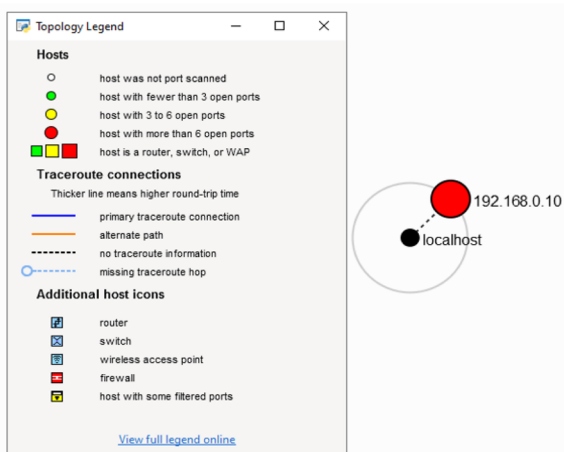 Topology Legend
Hosts
host was not port scanned
host with fewer than 3 open ports
host with 3 to 6 open ports
host with more than 6 open ports
host is a router, switch, or WAP
Traceroute connections
Thicker line means higher round-trip time
primary traceroute connection
alternate path
no traceroute information
missing traceroute hop
Additional host icons
router
switch
wireless access point
firewall
host with some filtered ports
View full legend online
192.168.0.10
localhost